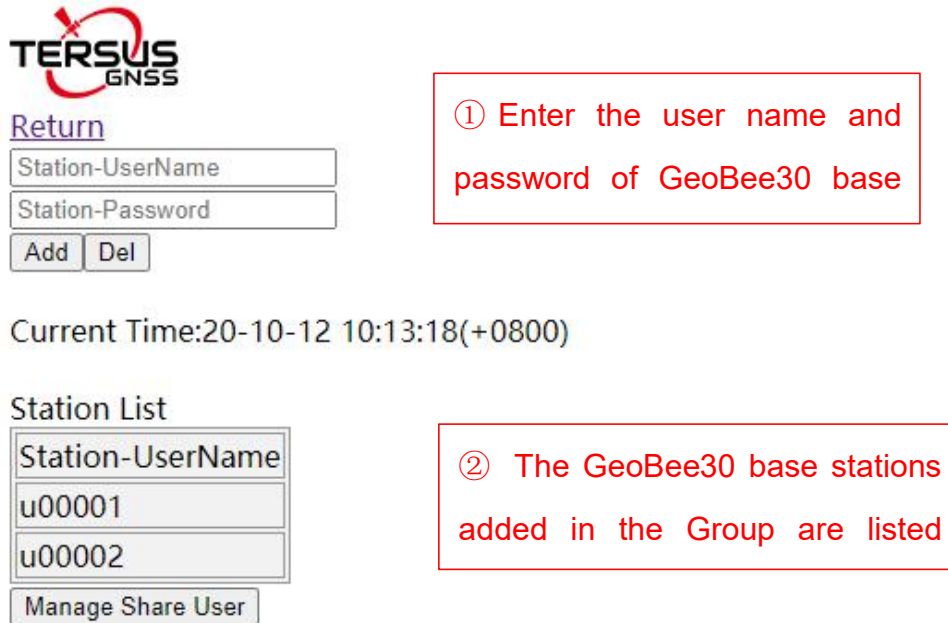 TERSUS
GNSS
Return
Station-UserName
Station-Password
Add Del
① Enter the user name and
password of GeoBee30 base
Current Time:20-10-12 10:13:18(+0800)
Station List
Station-UserName
u00001
u00002
Manage Share User
② The GeoBee30 base stations
added in the Group are listed